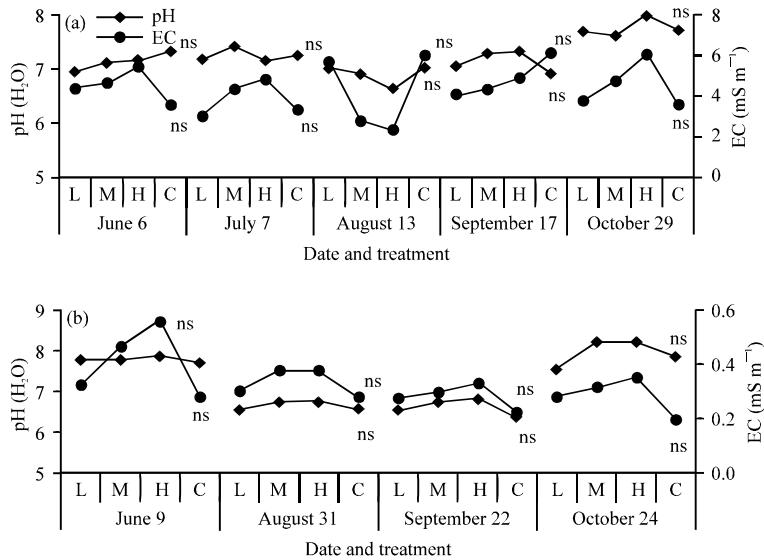 (a)
pH
EC
8
7
6
5
pH (H₂O)
8
6
4
2
0
EC (mS m⁻¹)
ns ns ns ns ns
ns ns ns ns ns
L M H C L M H C L M H C L M H C L M H C
June 6 July 7 August 13 September 17 October 29
Date and treatment
(b)
9
8
7
6
5
pH (H₂O)
0.6
0.4
0.2
0.0
EC (mS m⁻¹)
ns ns ns ns
ns ns ns ns
L M H C L M H C L M H C L M H C
June 9 August 31 September 22 October 24
Date and treatment